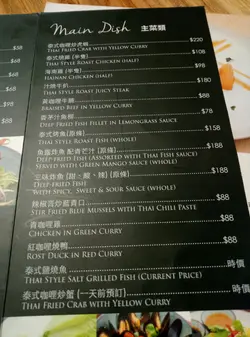 Main Dish 主菜類
泰式咖喱炒虎蝦 $220
Thai Fried Crab with Yellow Curry
泰式燒雞 (半隻) $108
Thai Style Roast Chicken (half)
海南雞 (半隻) $98
Hainan Chicken (half)
汁燒牛扒 $180
Thai Style Roast Juicy Steak
黃咖喱牛腩 $88
Braised Beef in Yellow Curry
香茅汁魚柳 $78
Deep Fried Fish Fillet in Lemongrass Sauce
泰式烤魚(原條) $158
Thai Style Roast Fish (whole)
魚露炸魚 配青芒汁 (原條) $188
Deep-Fried Fish (Assorted with Thai Fish Sauce)
Served with Green Mango Sauce (whole)
三味炸魚 (甜、酸、辣) (原條) $188
Deep-Fried Fish
with Spicy, Sweet & Sour Sauce (whole)
辣椒膏炒藍青口 $88
Stir Fried Blue Mussels with Thai Chili Paste
青咖喱雞 $88
Chicken in Green Curry
紅咖喱燒鴨 $88
Rost Duck in Red Curry
泰式鹽燒魚 時價
Thai Style Salt Grilled Fish (Current Price)
泰式咖喱炒蟹 (一天前預訂) 時價
Thai Fried Crab with Yellow Curry